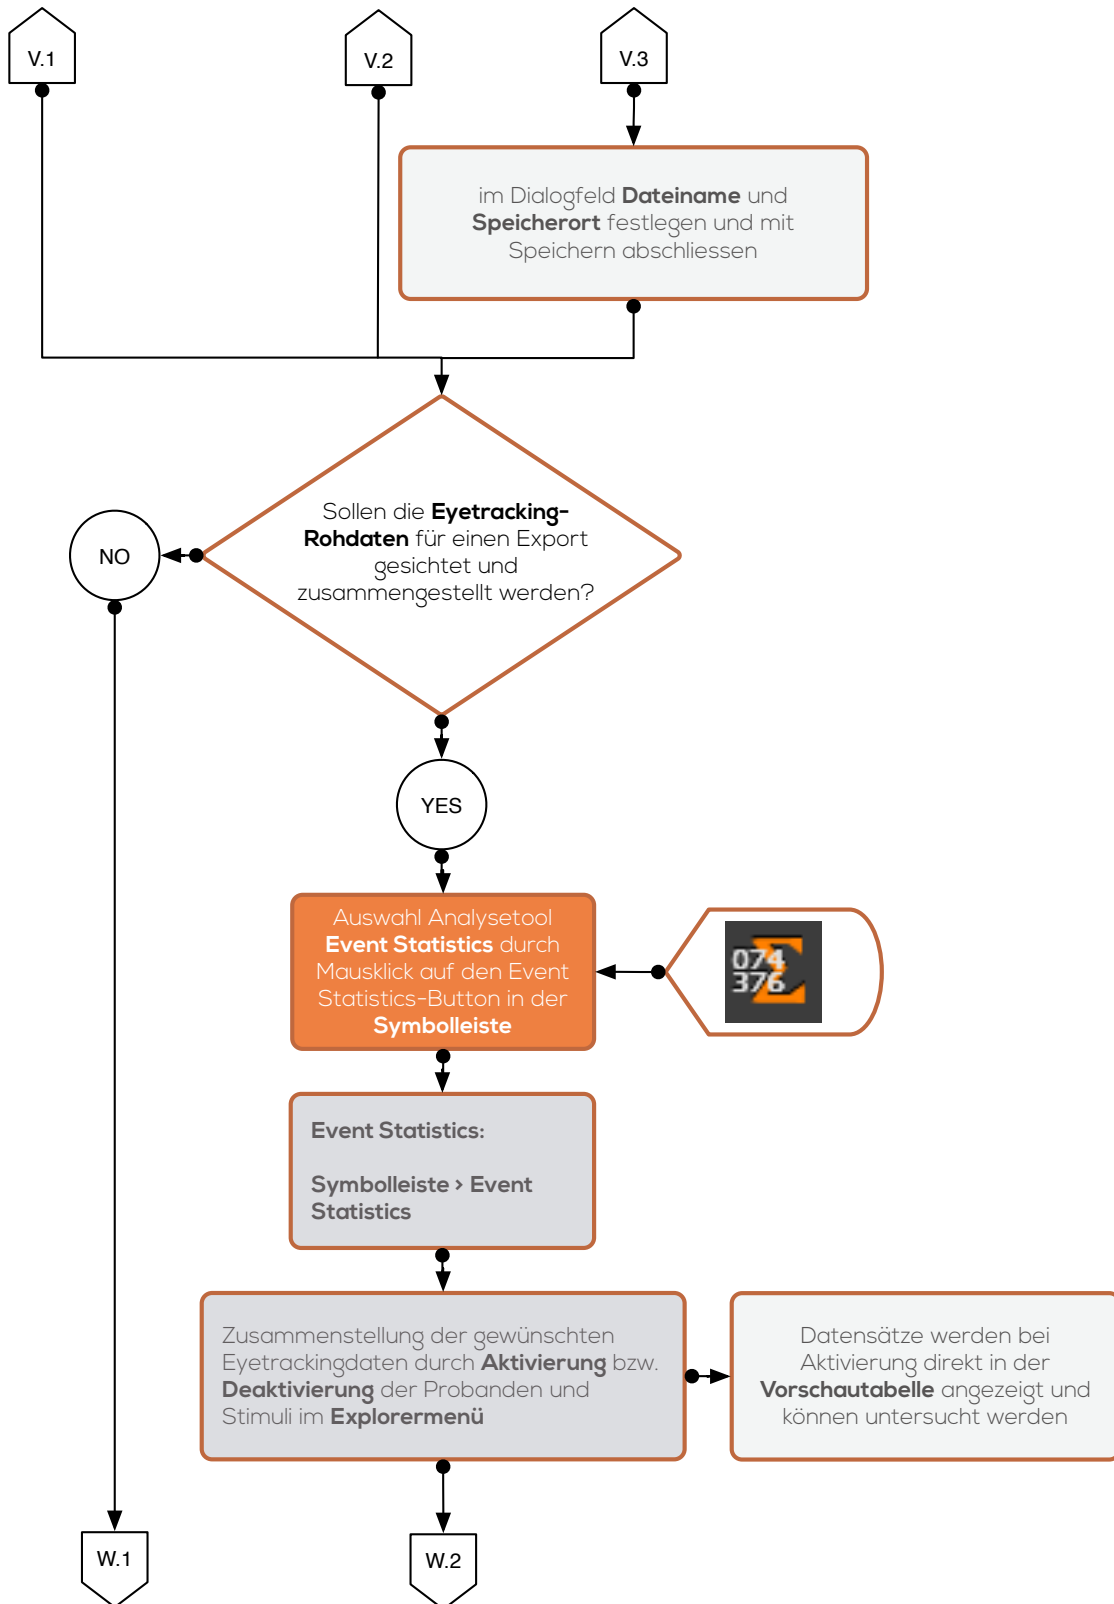 V.1
V.2
V.3
im Dialogfeld Dateiname und
Speicherort festlegen und mit
Speichern abschliessen
Sollen die Eyetracking-
Rohdaten für einen Export
gesichtet und
zusammengestellt werden?
NO
YES
Auswahl Analysetool
Event Statistics durch
Mausklick auf den Event
Statistics-Button in der
Symbolleiste
074
376
Event Statistics:
Symbolleiste > Event
Statistics
Zusammenstellung der gewünschten
Eyetrackingdaten durch Aktivierung bzw.
Deaktivierung der Probanden und
Stimuli im Explorermenü
Datensätze werden bei
Aktivierung direkt in der
Vorschautabelle angezeigt und
können untersucht werden
W.1
W.2